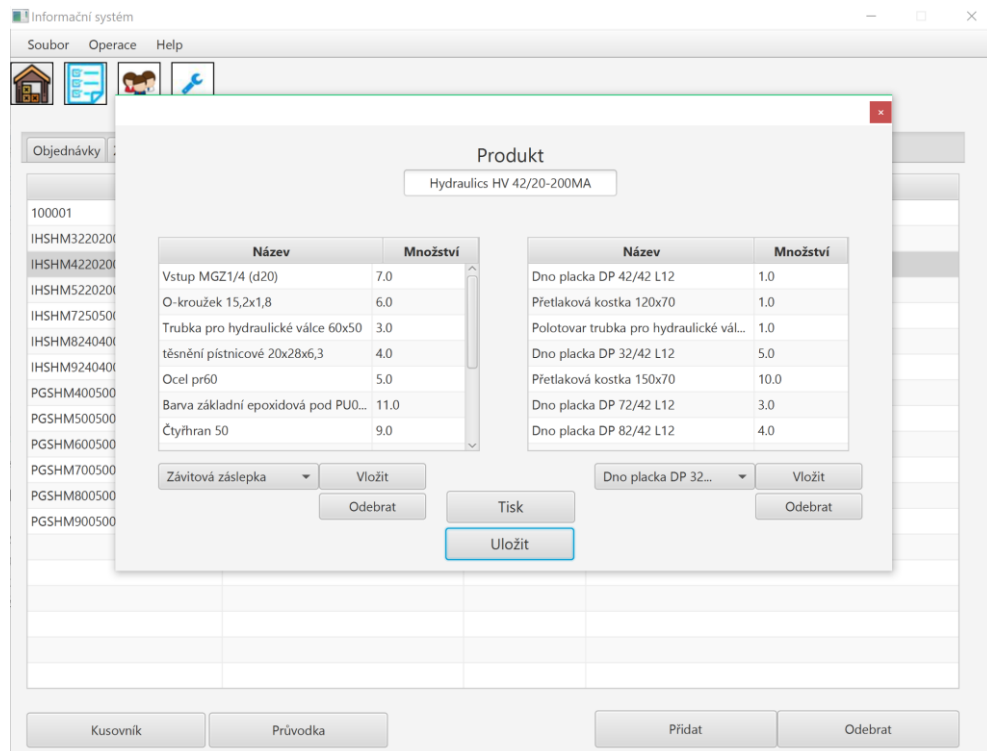 Informační systém
Soubor Operace Help
Objednávky
Produkt
Hydraulics HV 42/20-200MA
Název Množství
Vstup MGZ1/4 (d20) 7.0
O-kroužek 15,2x1,8 6.0
Trubka pro hydraulické válce 60x50 3.0
těsnění pístnicové 20x28x6,3 4.0
Ocel pr60 5.0
Barva základní epoxidová pod PU0... 11.0
Čtyřhran 50 9.0
Název Množství
Dno placka DP 42/42 L12 1.0
Přetlaková kostka 120x70 1.0
Polotovar trubka pro hydraulické vál... 1.0
Dno placka DP 32/42 L12 5.0
Přetlaková kostka 150x70 10.0
Dno placka DP 72/42 L12 3.0
Dno placka DP 82/42 L12 4.0
Závitová záslepka Vložit
Odebrat
Dno placka DP 32... Vložit
Odebrat
Tisk
Uložit
100001
IHSHM3220200
IHSHM4220200
IHSHM5220200
IHSHM7250500
IHSHM8240400
IHSHM9240400
PGSHM400500
PGSHM500500
PGSHM600500
PGSHM700500
PGSHM800500
PGSHM900500
Kusovník Průvodka Přidat Odebrat